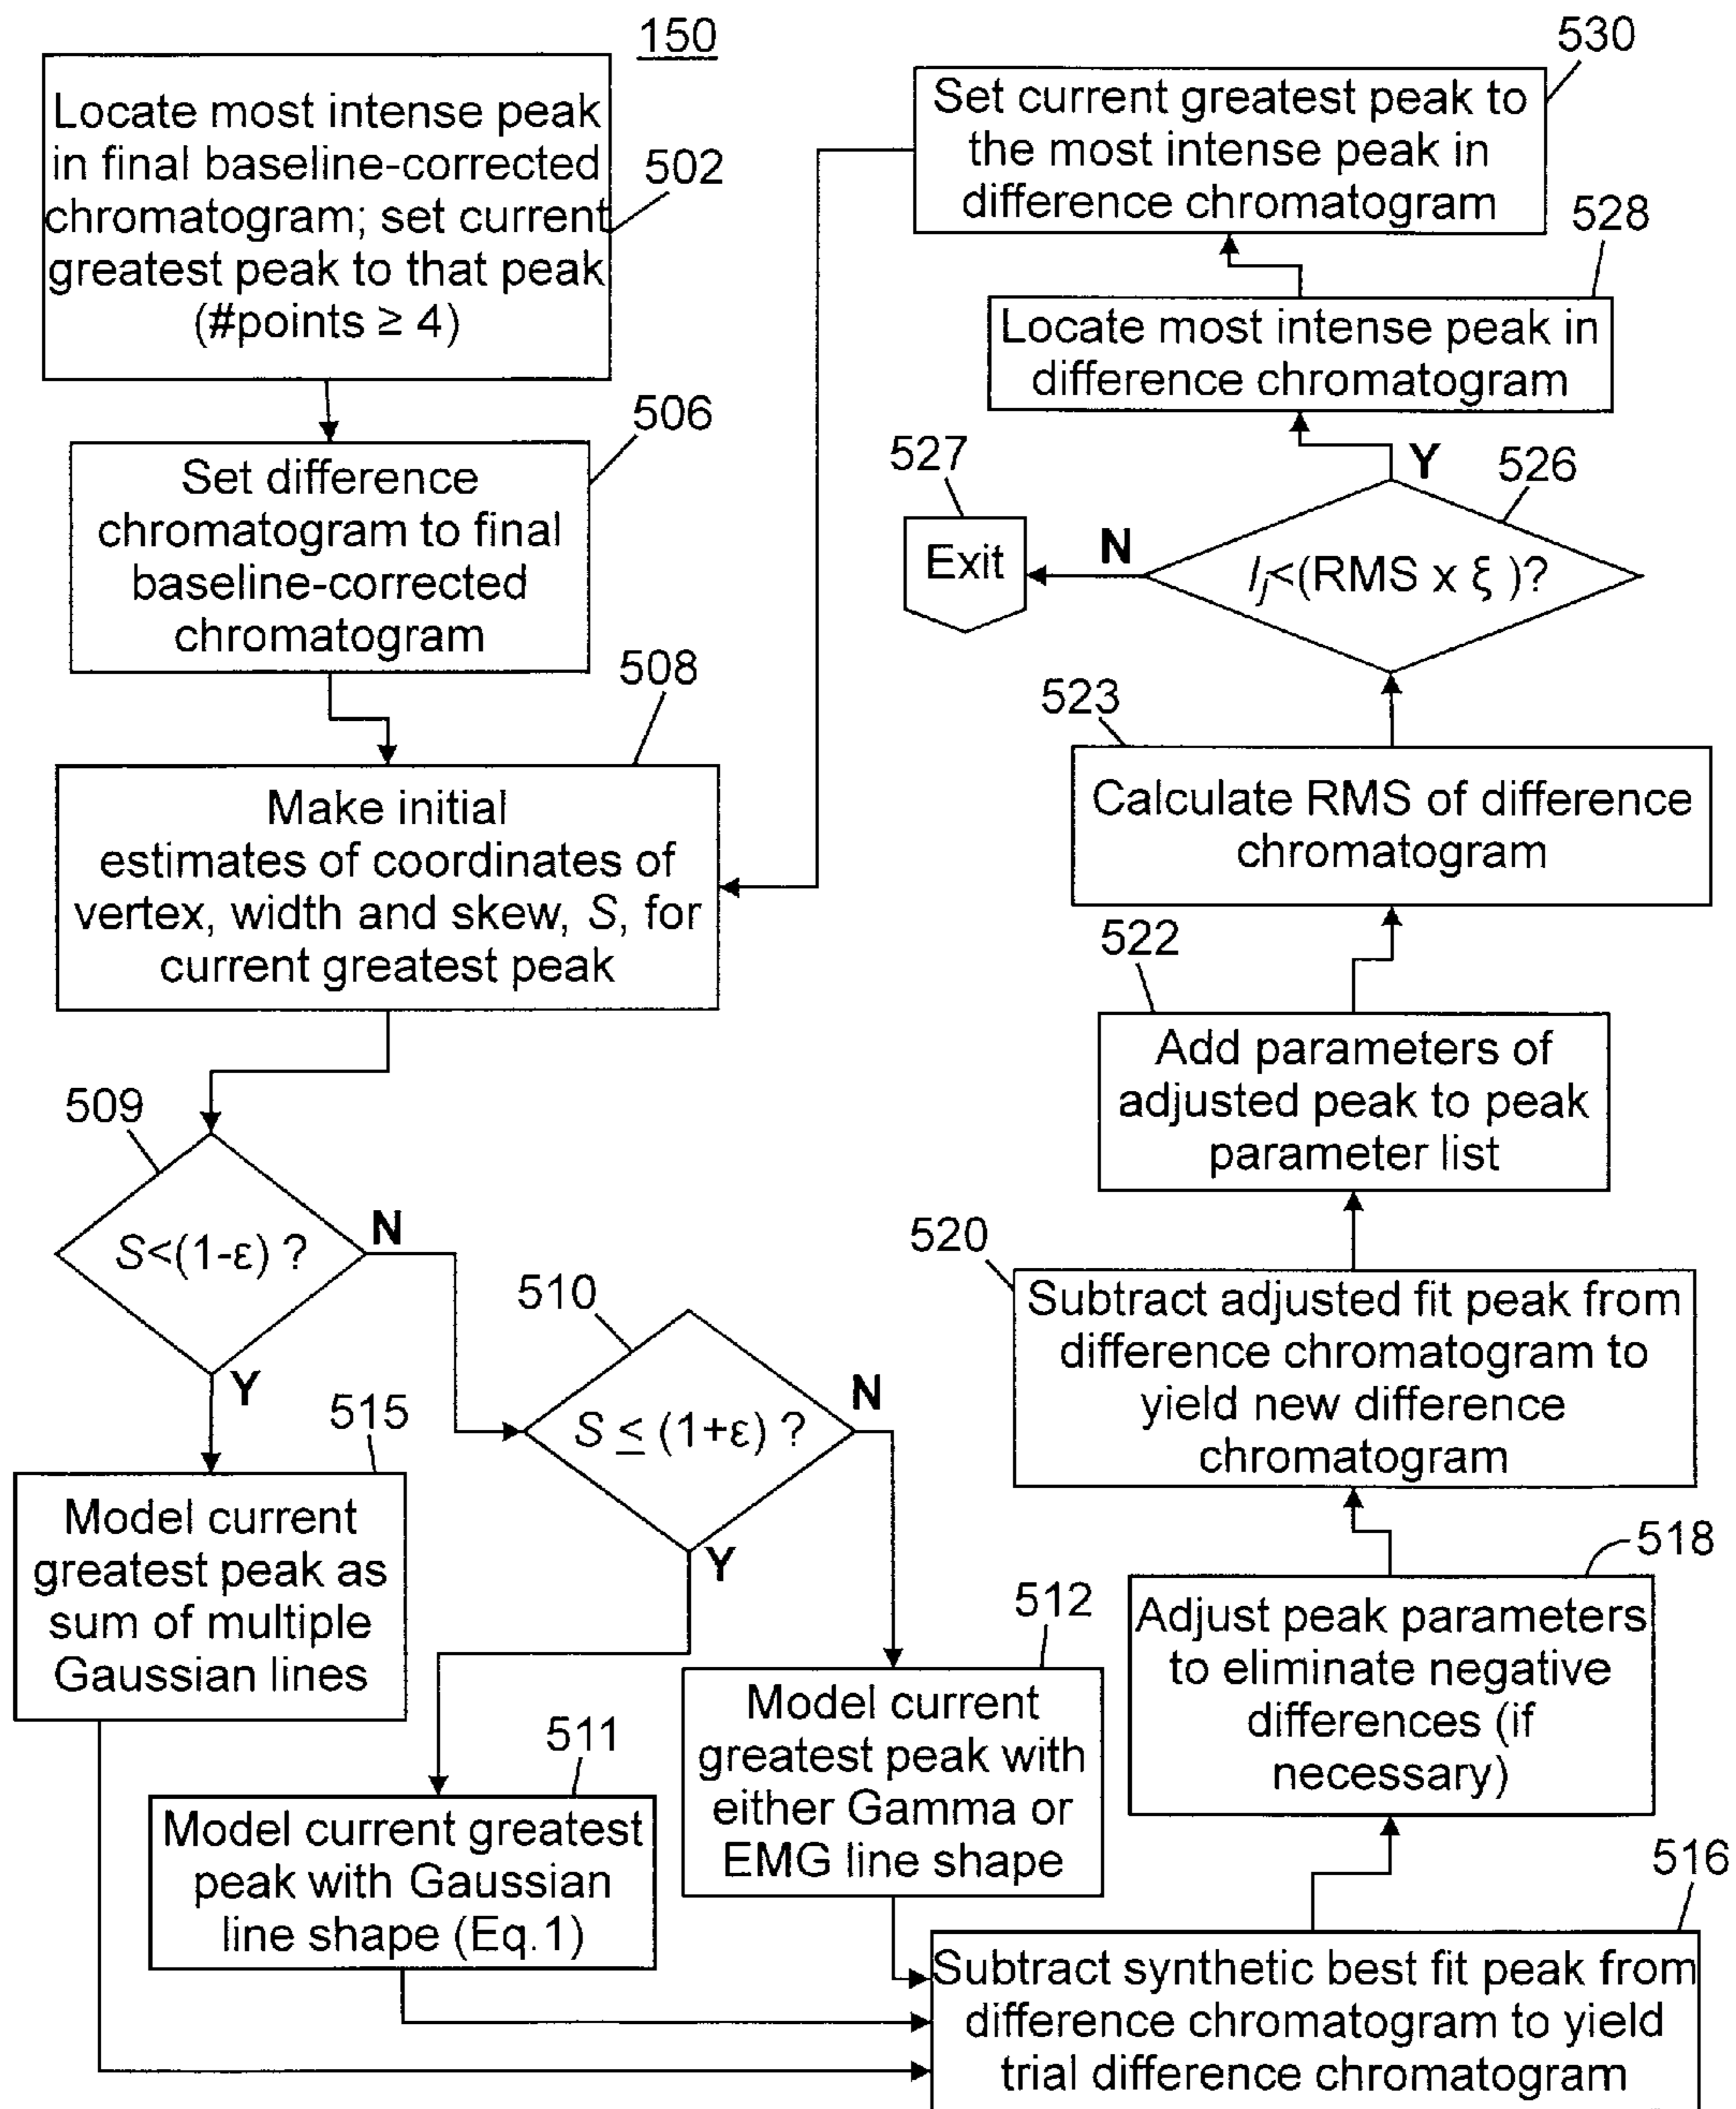 150
Locate most intense peak
in final baseline-corrected
chromatogram; set current
greatest peak to that peak
(#points ≥ 4)
502
Set difference
chromatogram to final
baseline-corrected
chromatogram
506
Make initial
estimates of coordinates of
vertex, width and skew, S, for
current greatest peak
508
509
S<(1-ε) ?
N
Y
510
S ≤ (1+ε) ?
N
Y
515
Model current
greatest peak as
sum of multiple
Gaussian lines
511
Model current greatest
peak with Gaussian
line shape (Eq.1)
512
Model current
greatest peak with
either Gamma or
EMG line shape
516
Subtract synthetic best fit peak from
difference chromatogram to yield
trial difference chromatogram
518
Adjust peak parameters
to eliminate negative
differences (if
necessary)
520
Subtract adjusted fit peak from
difference chromatogram to
yield new difference
chromatogram
522
Add parameters of
adjusted peak to peak
parameter list
523
Calculate RMS of difference
chromatogram
526
Ij<(RMS x ξ )?
N
Y
527
Exit
528
Locate most intense peak in
difference chromatogram
530
Set current greatest peak to
the most intense peak in
difference chromatogram